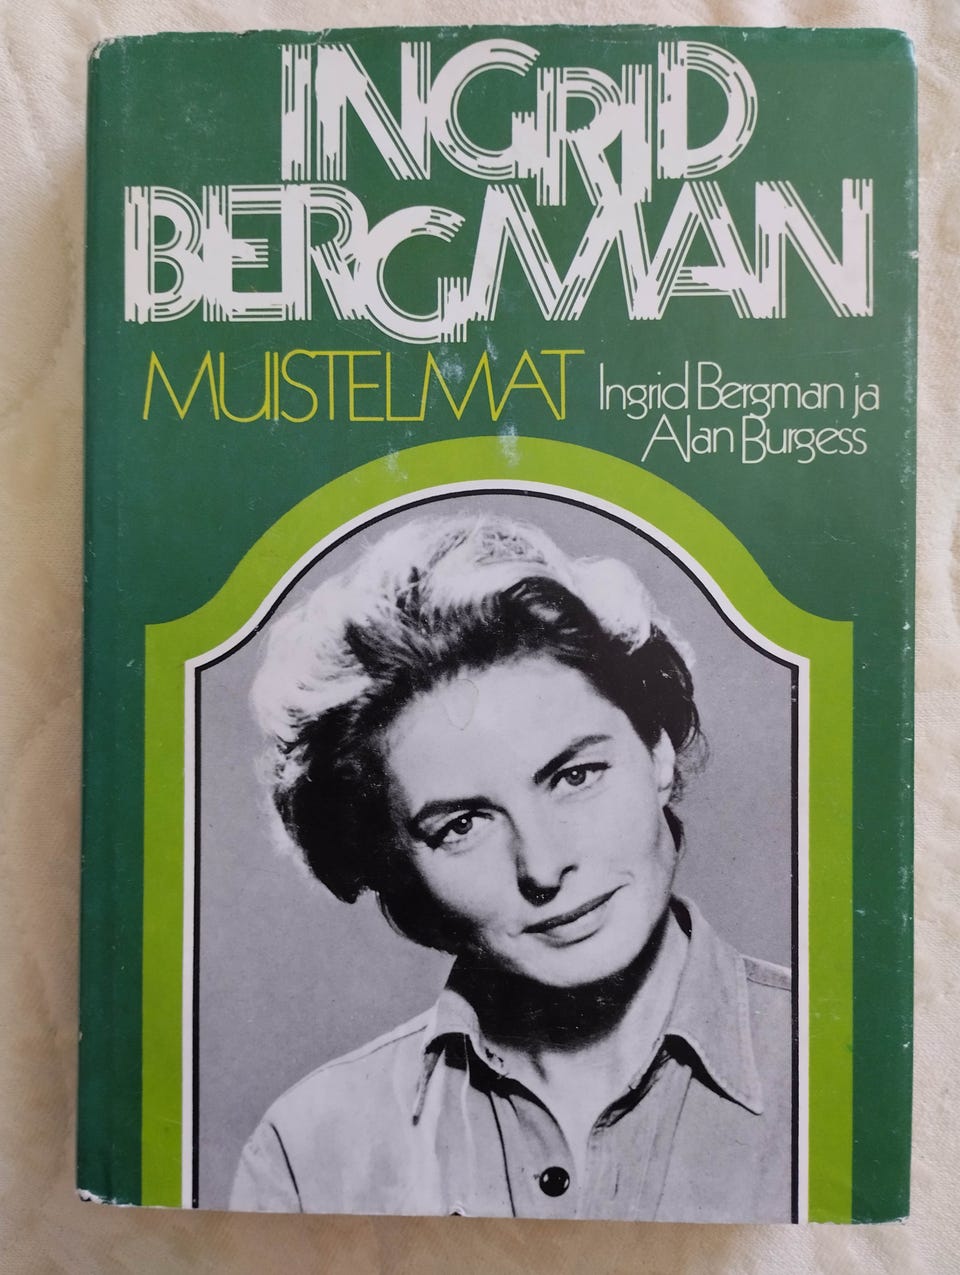 INGRID
BERGMAN
MUISTELMAT
Ingrid Bergman ja
Alan Burgess